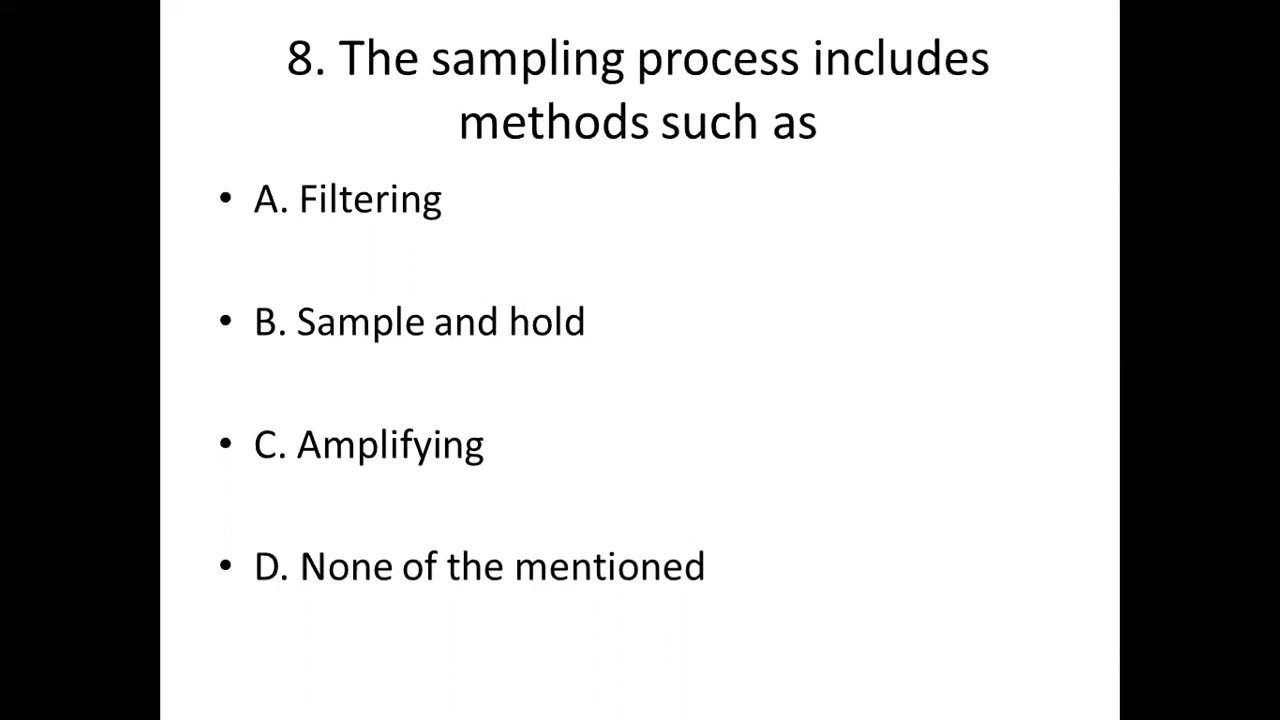 8. The sampling process includes
methods such as
• A. Filtering
• B. Sample and hold
• C. Amplifying
• D. None of the mentioned